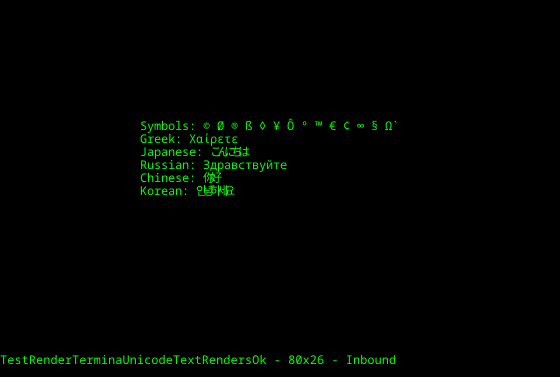 Symbols: © Ø ® ß ◊ ¥ Ô º ™ € ¢ ∞ § Ω`
Greek: Χαίρετε
Japanese: こんにちは
Russian: Здравствуйте
Chinese: 你好
Korean: 안녕하세요
TestRenderTerminaUnicodeTextRendersOk - 80x26 - Inbound